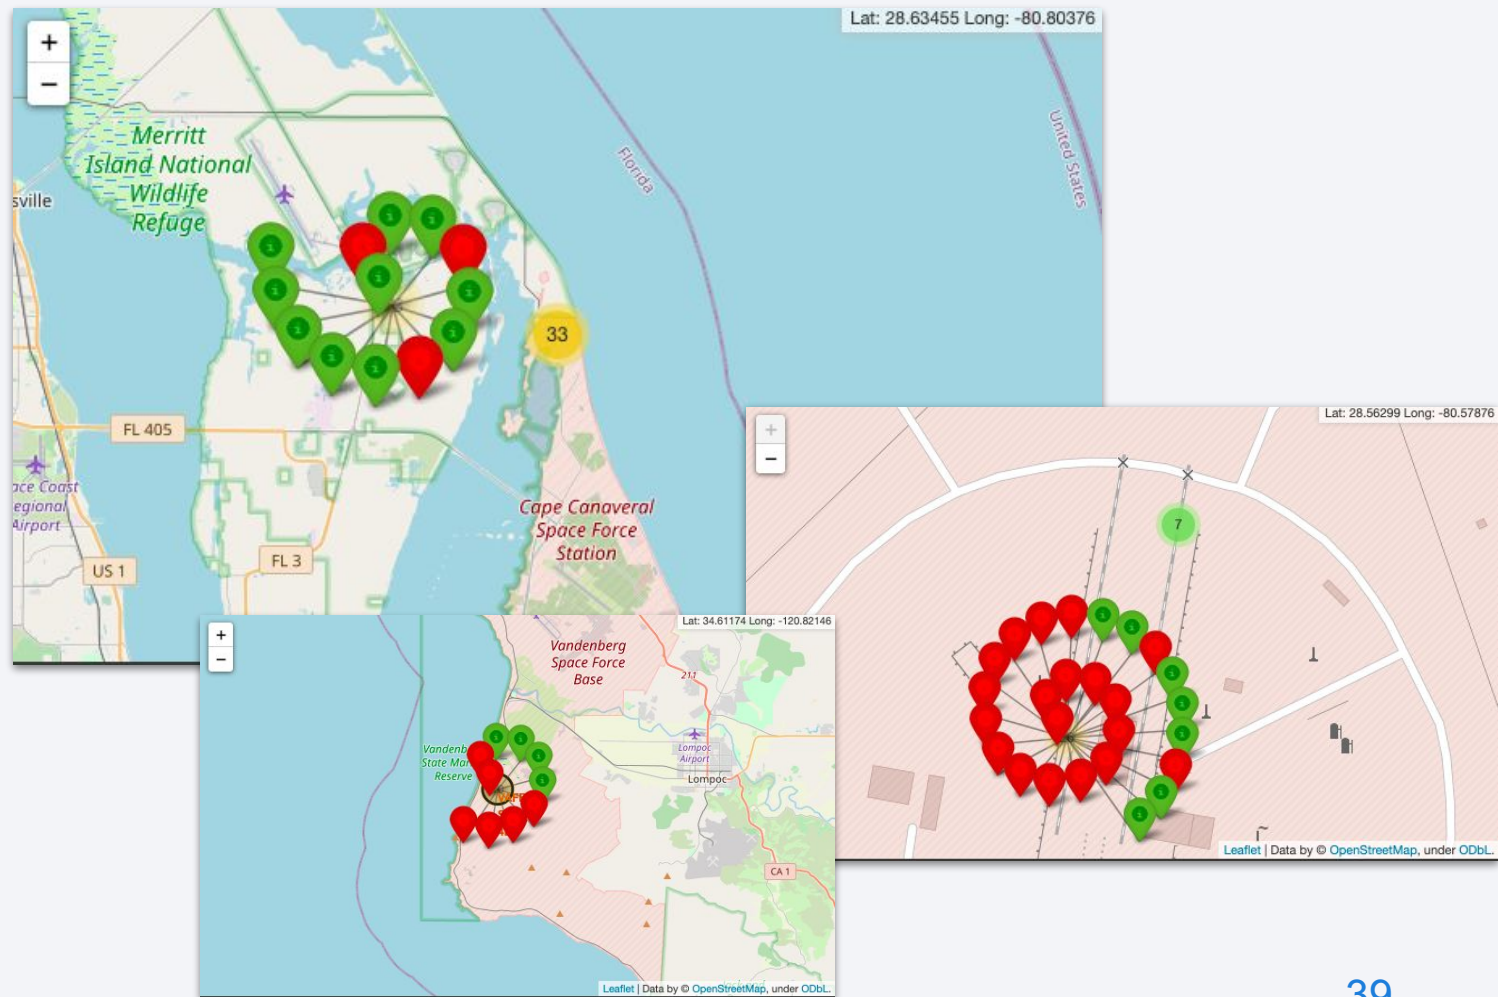 +
−
Lat: 28.63455 Long: -80.80376
Merritt
Island National
Wildlife
Refuge
sville
Florida
United States
33
FL 405
ace Coast
egional
Airport
Cape Canaveral
Space Force
Station
US 1
FL 3
+
−
Lat: 28.56299 Long: -80.57876
7
Leaflet | Data by © OpenStreetMap, under ODbL.
+
−
Lat: 34.61174 Long: -120.82146
Vandenberg
Space Force
Base
211
Vandenb
State Mar
Reserve
Lompoc
Airport
Lompoc
CA 1
Leaflet | Data by © OpenStreetMap, under ODbL.
39